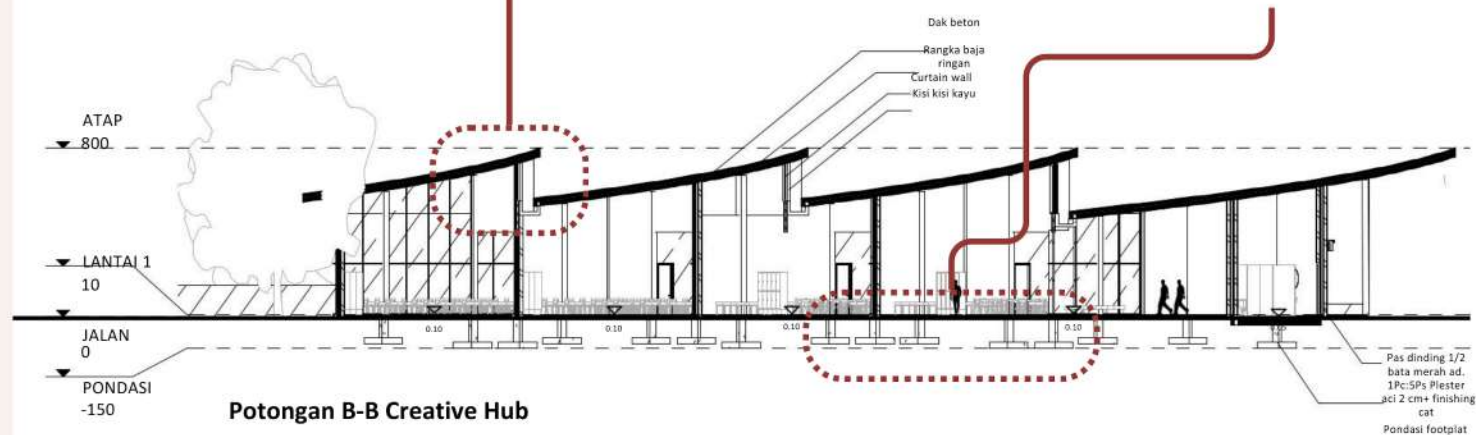 Dak beton
Rangka baja
ringan
Curtain wall
Kisi kisi kayu
ATAP
800
LANTAI 1
10
JALAN
0
PONDASI
-150
0.10
0.10
0.10
0.10
0.05
Pas dinding 1/2
bata merah ad.
1Pc:5Ps Plester
aci 2 cm+ finishing
cat
Pondasi footplat
Potongan B-B Creative Hub